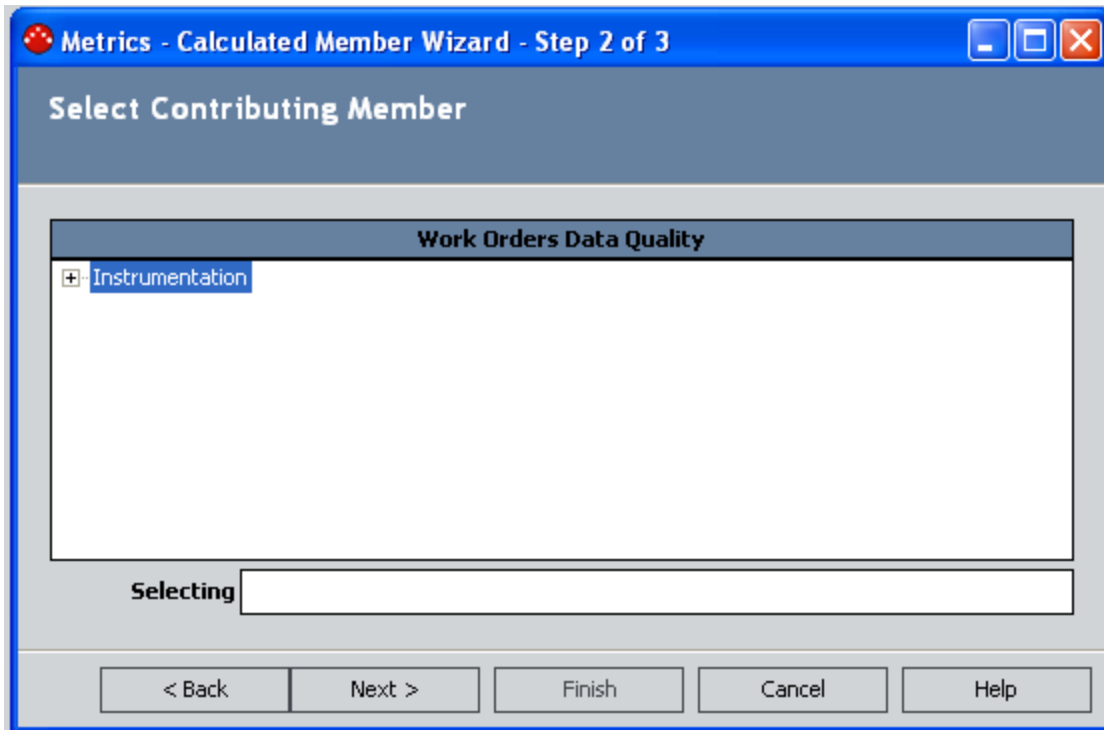 Metrics - Calculated Member Wizard - Step 2 of 3
Select Contributing Member
Work Orders Data Quality
Instrumentation
Selecting
< Back Next > Finish Cancel Help